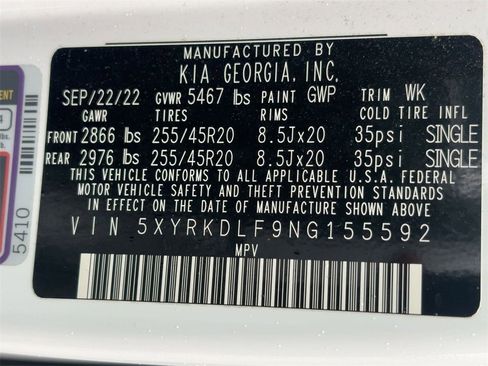 MANUFACTURED BY
KIA GEORGIA, INC.
SEP/22/22 GVWR 5467 lbs PAINT GWP TRIM WK
GAWR TIRES RIMS COLD TIRE INFL
FRONT 2866 lbs 255/45R20 8.5Jx20 35psi SINGLE
REAR 2976 lbs 255/45R20 8.5Jx20 35psi SINGLE
THIS VEHICLE CONFORMS TO ALL APPLICABLE U.S.A. FEDERAL
MOTOR VEHICLE SAFETY AND THEFT PREVENTION STANDARDS
IN EFFECT ON THE DATE OF MANUFACTURE SHOWN ABOVE.
VIN 5XYRKDLF9NG155592
MPV
5410